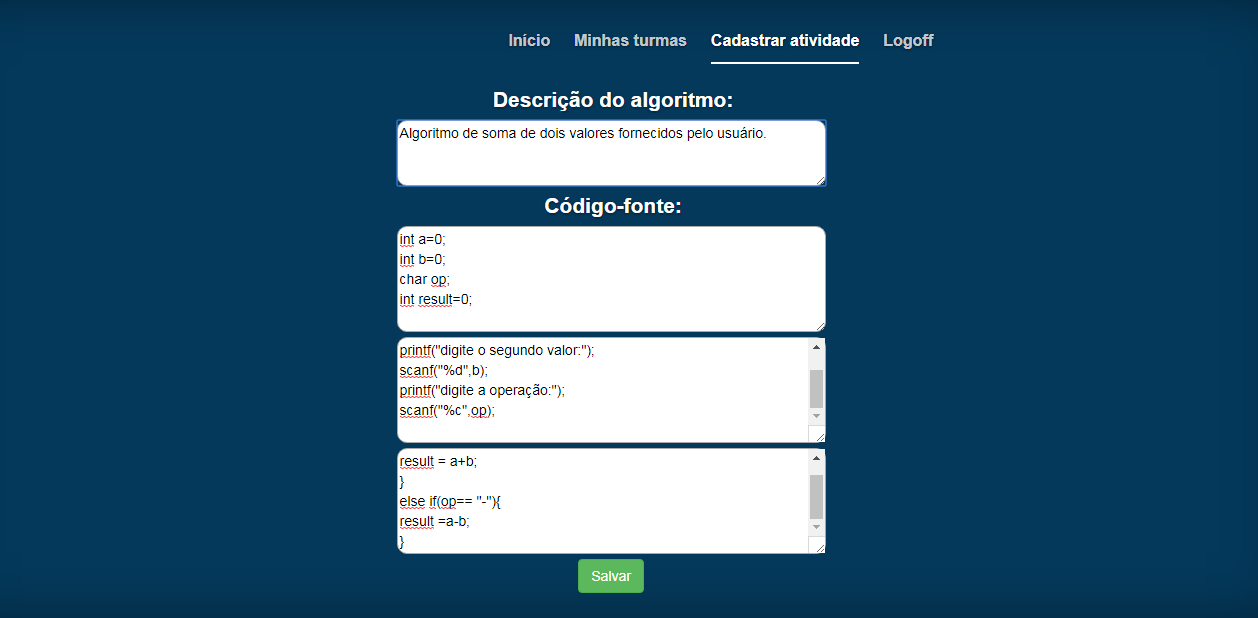 Início Minhas turmas Cadastrar atividade Logoff
Descrição do algoritmo:
Algoritmo de soma de dois valores fornecidos pelo usuário.
Código-fonte:
int a=0;
int b=0;
char op;
int result=0;
printf("digite o segundo valor:");
scanf("%d",b);
printf("digite a operação:");
scanf("%c",op);
result = a+b;
}
else if(op== "-"){
result =a-b;
}
Salvar